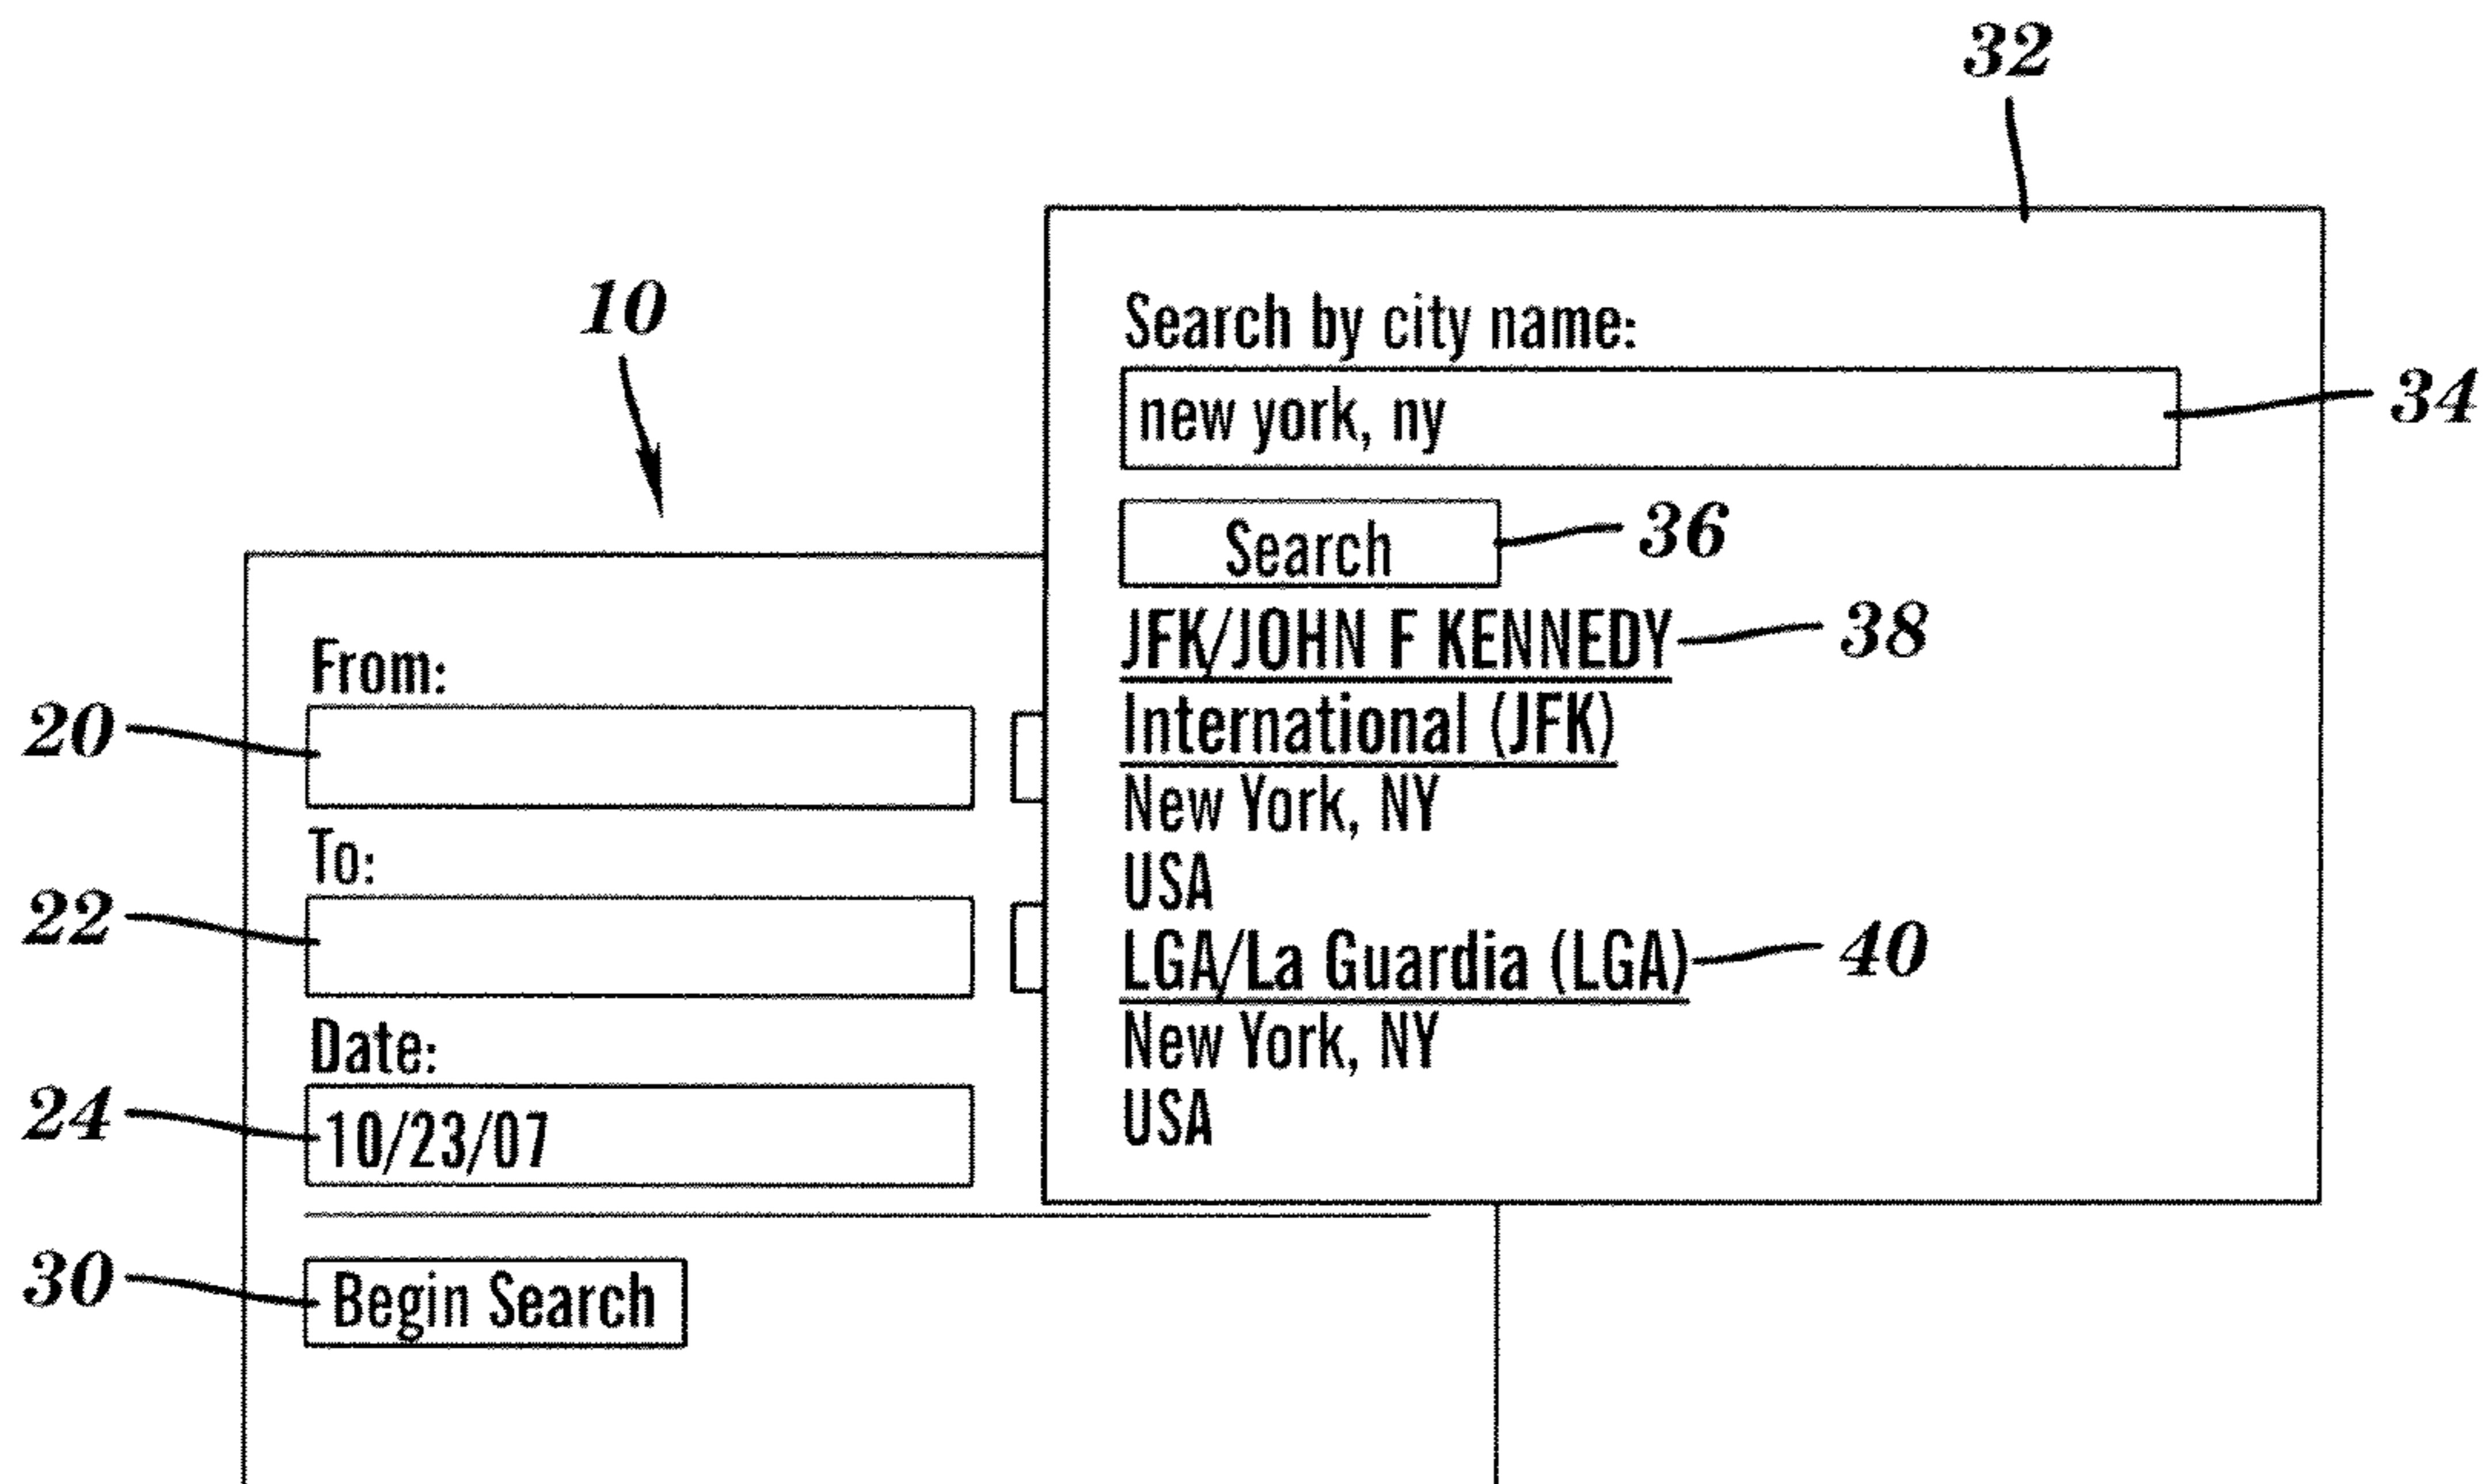 32
10
Search by city name:
new york, ny
34
Search
36
JFK/JOHN F KENNEDY
38
International (JFK)
New York, NY
USA
LGA/La Guardia (LGA)
40
New York, NY
USA
From:
20
To:
22
Date:
24
10/23/07
30
Begin Search